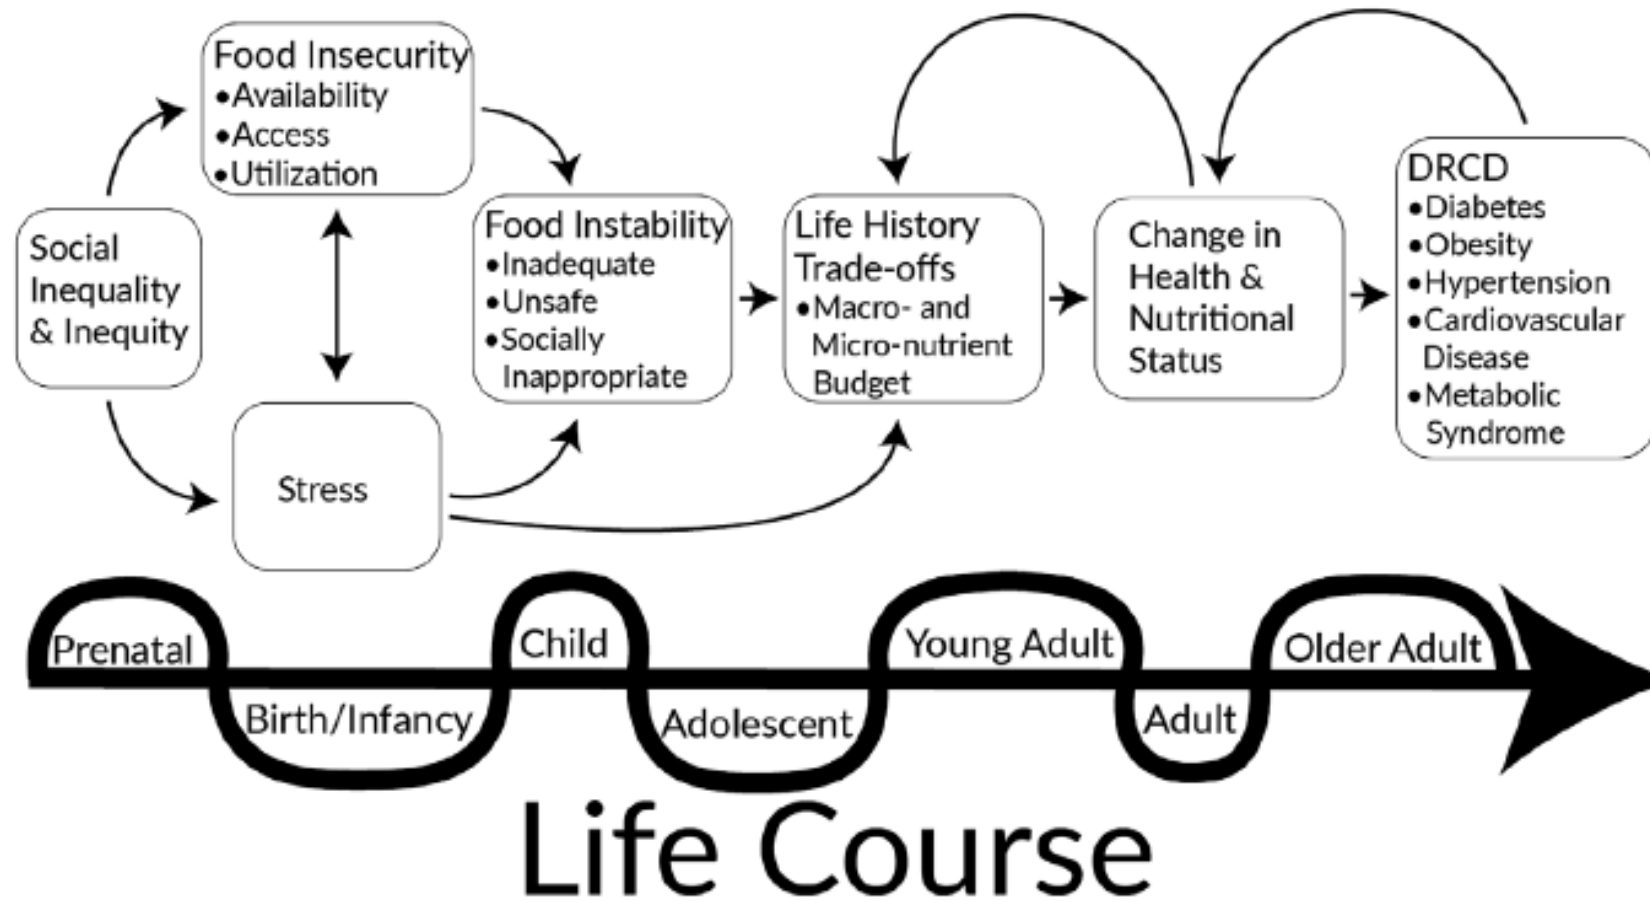 Food Insecurity
•Availability
•Access
•Utilization
Social
Inequality
& Inequity
Stress
Food Instability
•Inadequate
•Unsafe
•Socially
Inappropriate
Life History
Trade-offs
•Macro- and
Micro-nutrient
Budget
Change in
Health &
Nutritional
Status
DRCD
•Diabetes
•Obesity
•Hypertension
•Cardiovascular
Disease
•Metabolic
Syndrome
Prenatal
Birth/Infancy
Child
Adolescent
Young Adult
Adult
Older Adult
Life Course